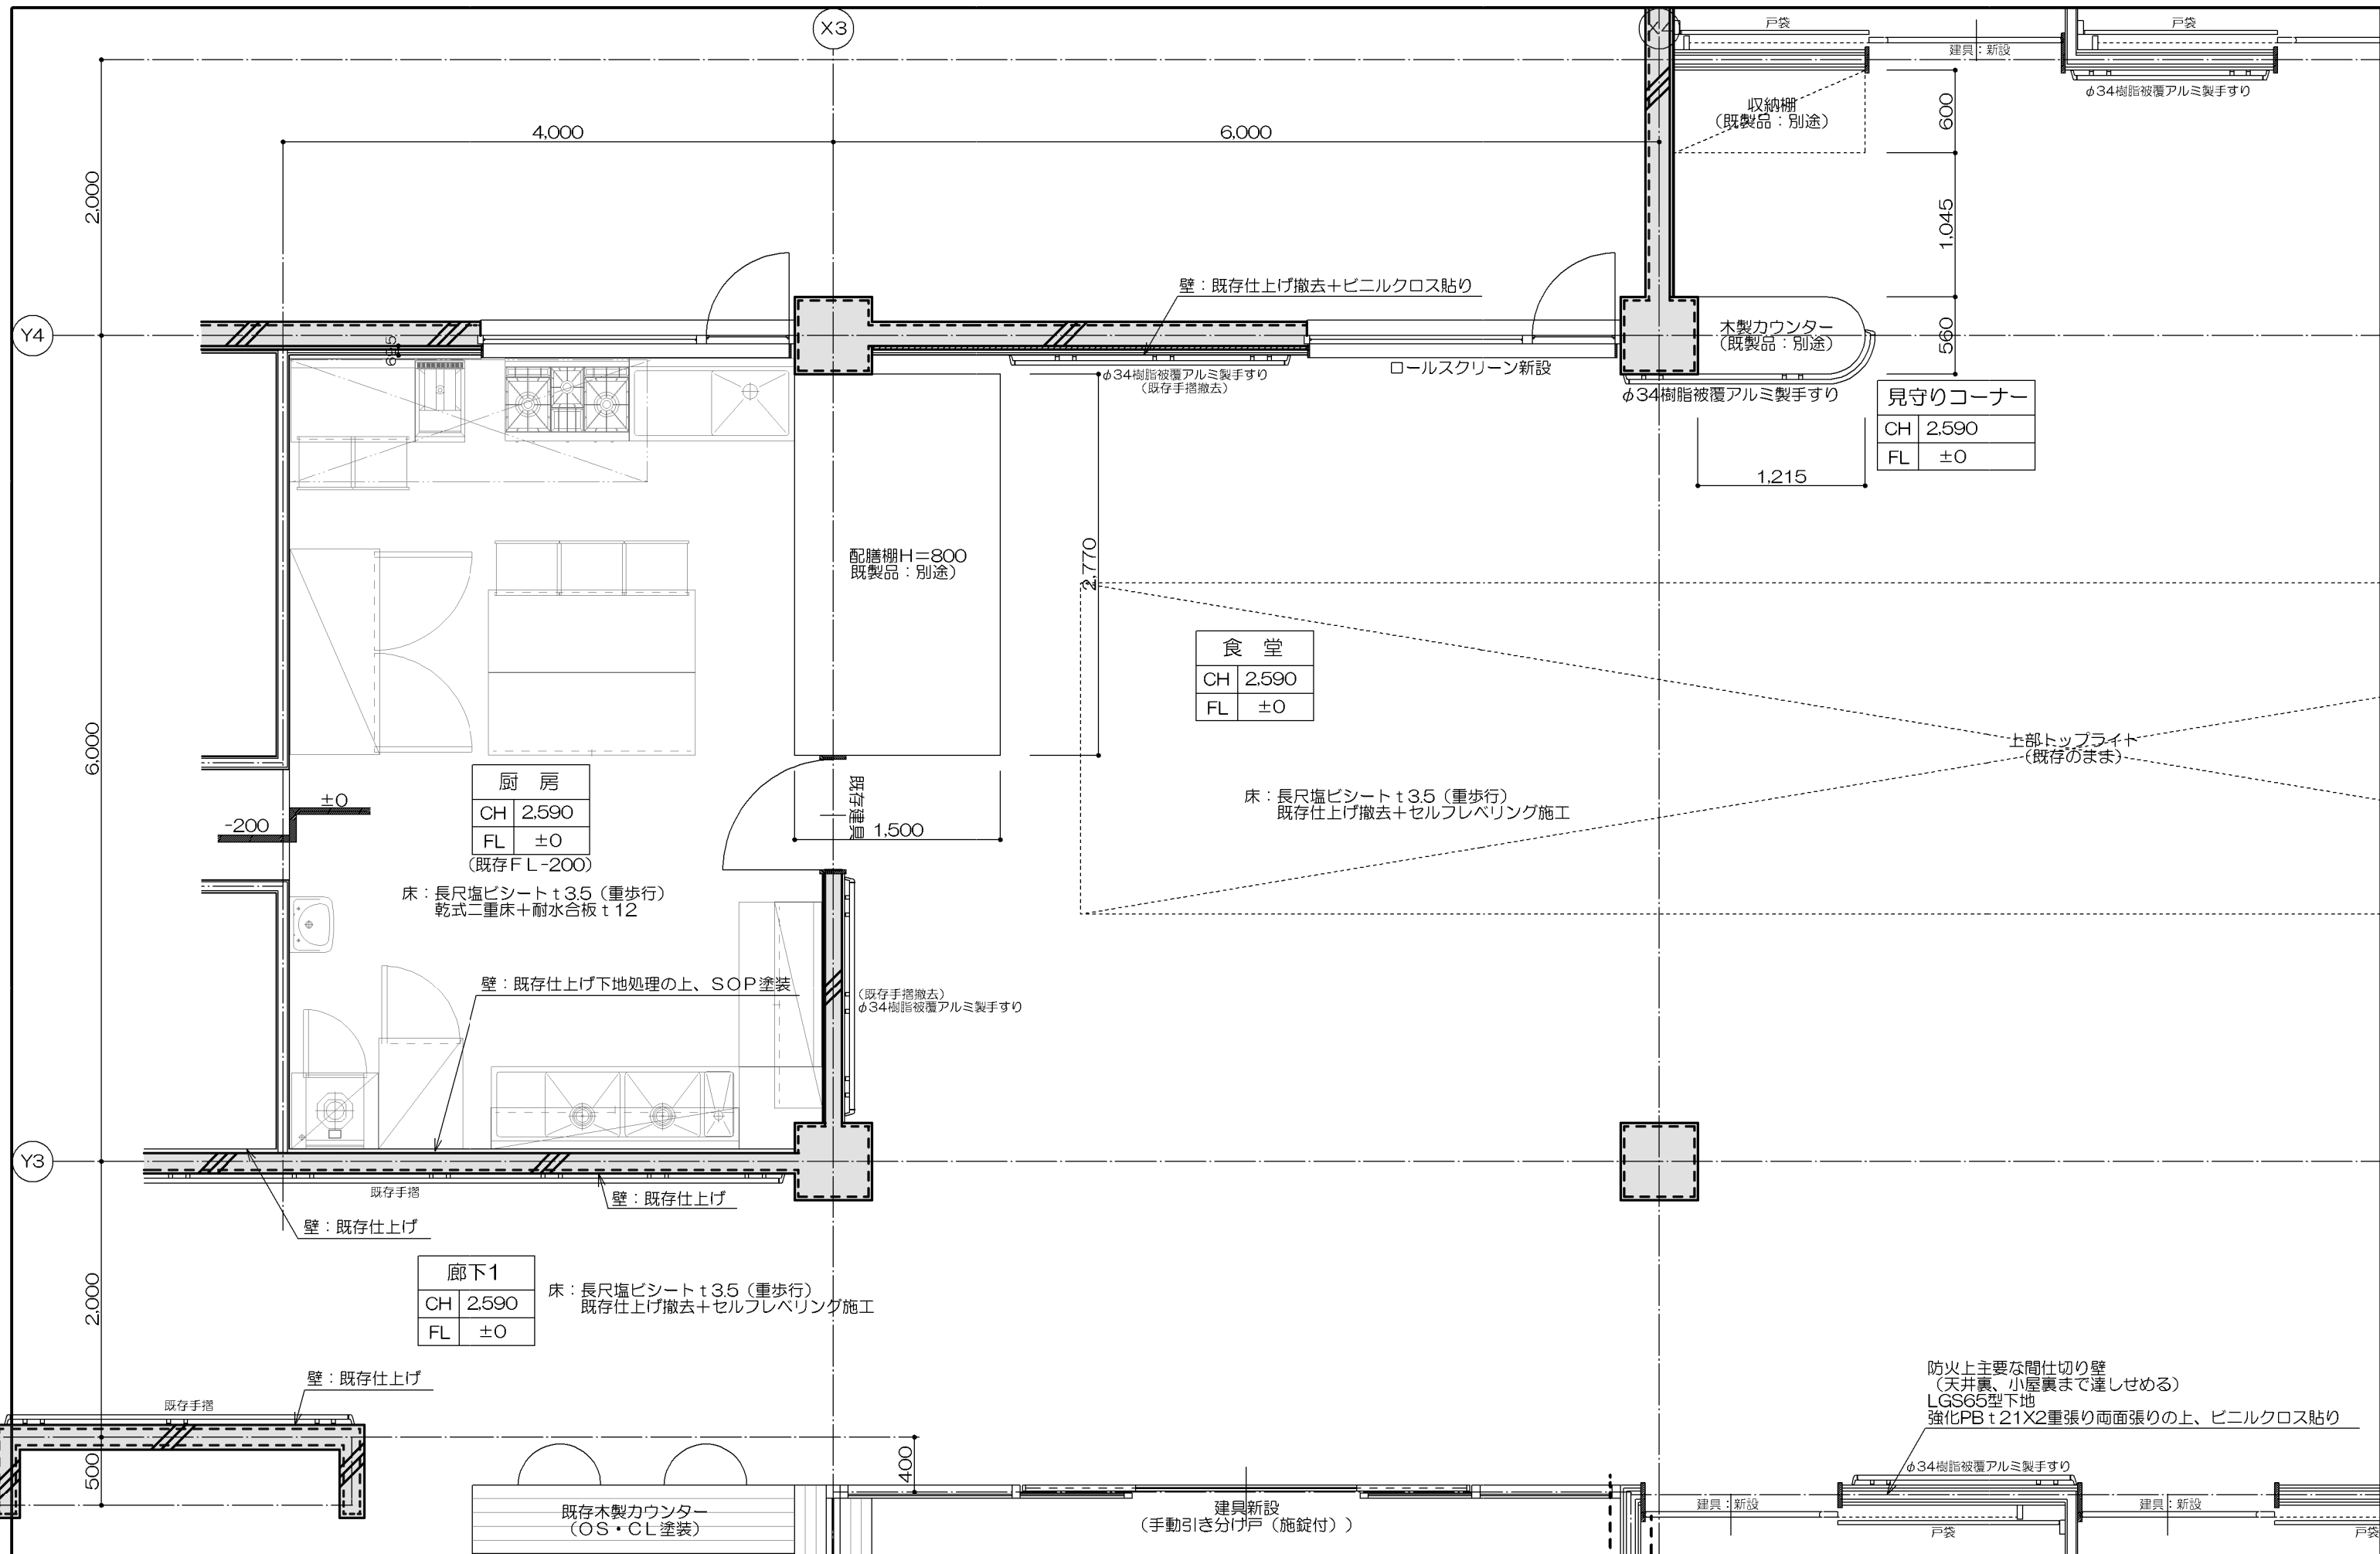 X3
X4
戸袋
建具：新設
戸袋
φ34樹脂被覆アルミ製手すり
収納棚
（既製品：別途）
600
4,000
6,000
2,000
1,045
壁：既存仕上げ撤去＋ビニルクロス貼り
Y4
木製カウンター
（既製品：別途）
560
ロールスクリーン新設
φ34樹脂被覆アルミ製手すり
（既存手摺撤去）
φ34樹脂被覆アルミ製手すり
見守りコーナー
CH 2,590
FL ±0
1,215
配膳棚H＝800
既製品：別途）
2,770
食　堂
CH 2,590
FL ±0
上部トップライト
（既存のまま）
6,000
厨　房
CH 2,590
FL ±0
（既存ＦＬ-200）
±0
-200
既存建具
1,500
床：長尺塩ビシートｔ3.5（重歩行）
既存仕上げ撤去＋セルフレベリング施工
床：長尺塩ビシートｔ3.5（重歩行）
乾式二重床＋耐水合板ｔ12
壁：既存仕上げ下地処理の上、ＳＯＰ塗装
（既存手摺撤去）
φ34樹脂被覆アルミ製手すり
Y3
既存手摺
壁：既存仕上げ
壁：既存仕上げ
廊下1
CH 2,590
FL ±0
床：長尺塩ビシートｔ3.5（重歩行）
既存仕上げ撤去＋セルフレベリング施工
2,000
壁：既存仕上げ
既存手摺
防火上主要な間仕切り壁
（天井裏、小屋裏まで達しせめる）
LGS65型下地
強化PBｔ21X2重張り両面張りの上、ビニルクロス貼り
500
400
φ34樹脂被覆アルミ製手すり
既存木製カウンター
（ＯＳ・ＣＬ塗装）
建具新設
（手動引き分け戸（施錠付））
建具：新設
建具：新設
戸袋
戸袋